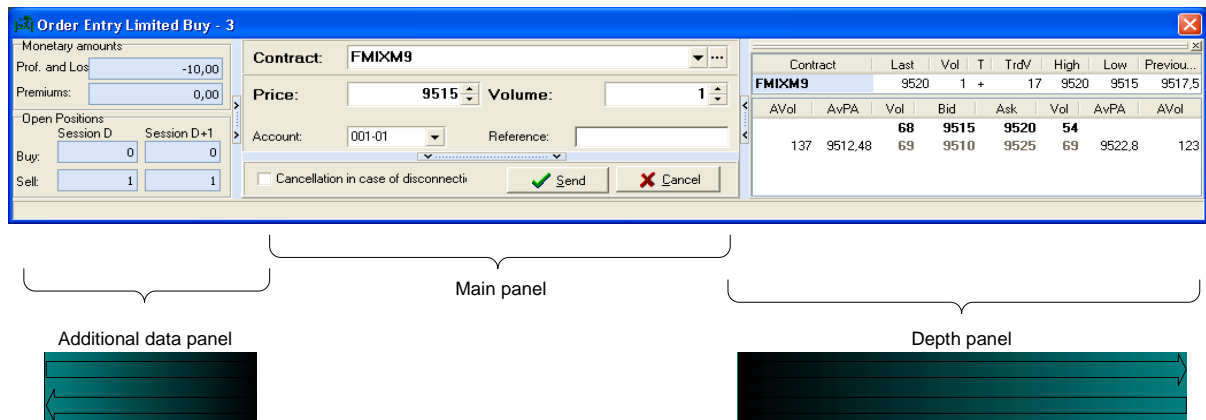 Order Entry Limited Buy - 3
Monetary amounts
Prof. and Los -10,00
Premiums: 0,00
Open Positions
Session D Session D+1
Buy: 0 0
Sell: 1 1
Contract: FMIXM9
Price: 9515 Volume: 1
Account: 001-01 Reference:
Cancellation in case of disconnecti Send Cancel
Contract Last Vol T TrdV High Low Previou...
FMIXM9 9520 1 + 17 9520 9515 9517,5
AVol AvPA Vol Bid Ask Vol AvPA AVol
68 9515 9520 54
137 9512,48 69 9510 9525 69 9522,8 123
Main panel
Additional data panel
Depth panel